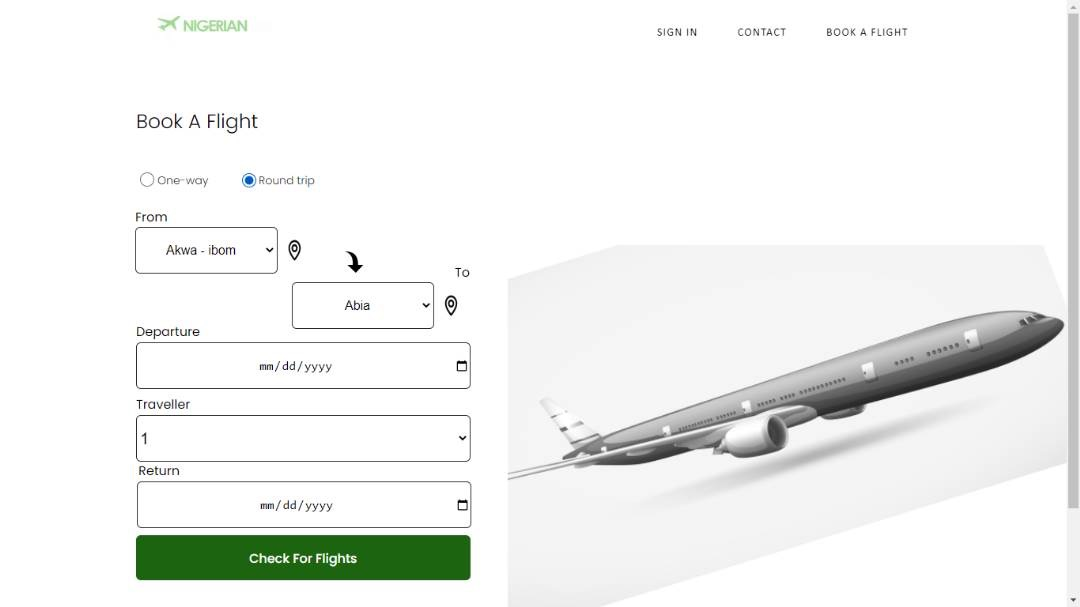 NIGERIAN
SIGN IN
CONTACT
BOOK A FLIGHT
Book A Flight
One-way
Round trip
From
Akwa - ibom
To
Abia
Departure
mm/dd/yyyy
Traveller
1
Return
mm/dd/yyyy
Check For Flights